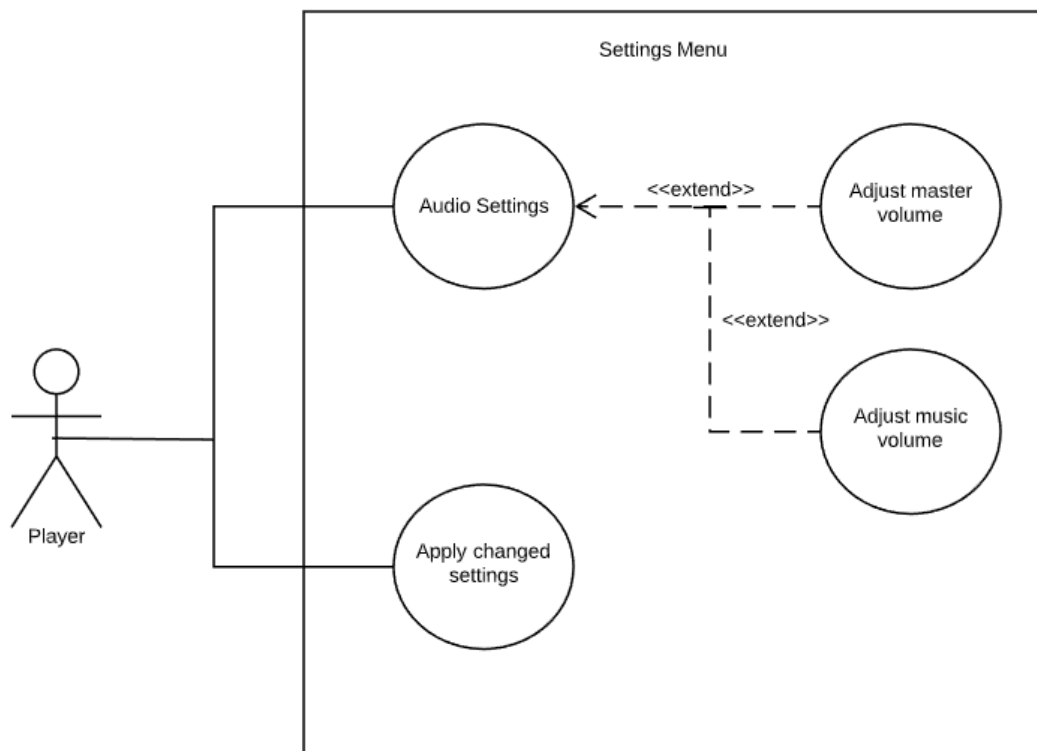 Settings Menu
Audio Settings
<<extend>>
Adjust master
volume
<<extend>>
Adjust music
volume
Player
Apply changed
settings